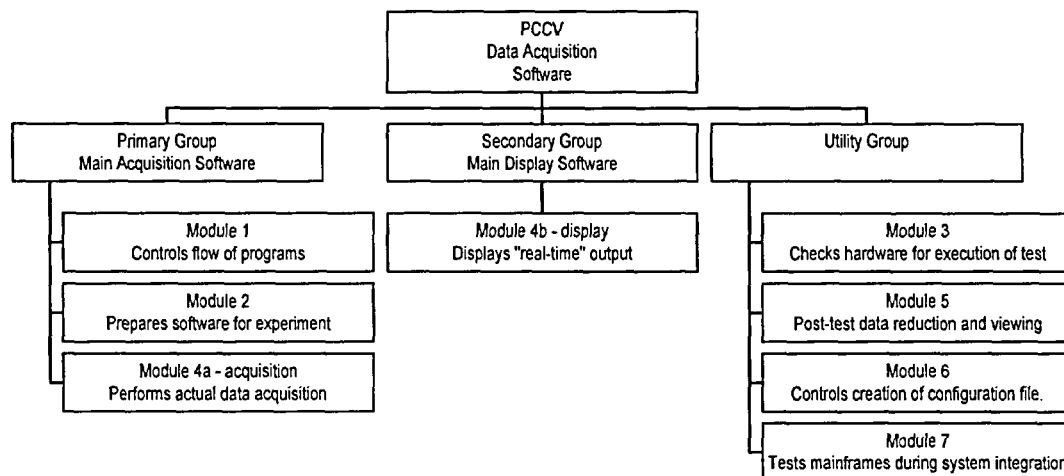 PCCV
Data Acquisition
Software
Primary Group
Main Acquisition Software
Secondary Group
Main Display Software
Utility Group
Module 1
Controls flow of programs
Module 2
Prepares software for experiment
Module 4a - acquisition
Performs actual data acquisition
Module 4b - display
Displays "real-time" output
Module 3
Checks hardware for execution of test
Module 5
Post-test data reduction and viewing
Module 6
Controls creation of configuration file.
Module 7
Tests mainframes during system integration